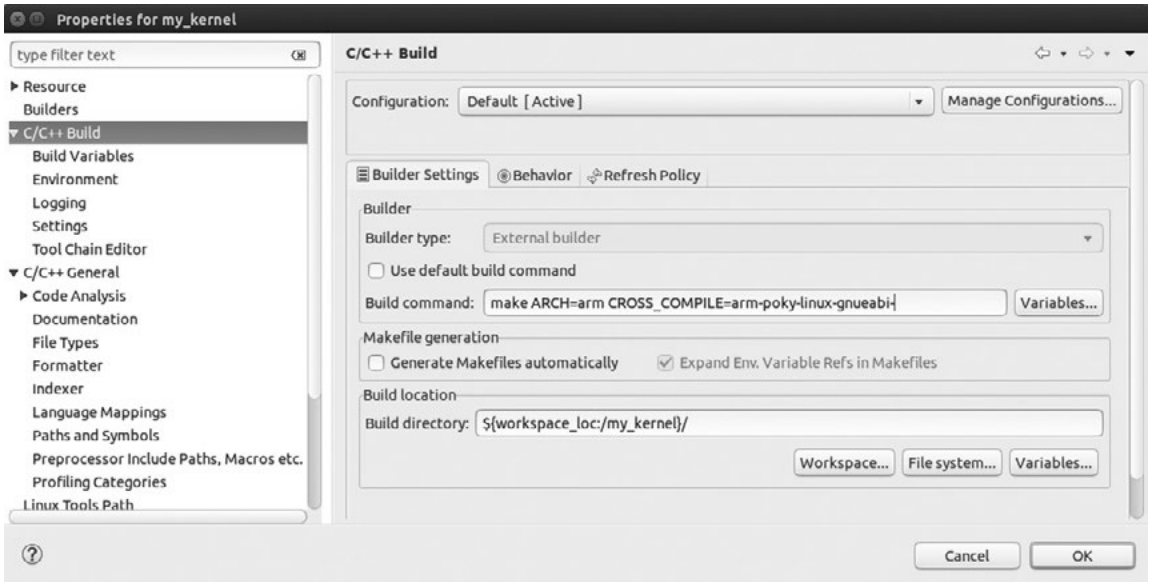 Properties for my_kernel
type filter text
Resource
Builders
C/C++ Build
Build Variables
Environment
Logging
Settings
Tool Chain Editor
C/C++ General
Code Analysis
Documentation
File Types
Formatter
Indexer
Language Mappings
Paths and Symbols
Preprocessor Include Paths, Macros etc.
Profiling Categories
Linux Tools Path
C/C++ Build
Configuration: Default [Active] Manage Configurations...
Builder Settings Behavior Refresh Policy
Builder
Builder type: External builder
Use default build command
Build command: make ARCH=arm CROSS_COMPILE=arm-poky-linux-gnueabi- Variables...
Makefile generation
Generate Makefiles automatically Expand Env. Variable Refs in Makefiles
Build location
Build directory: ${workspace_loc:/my_kernel}/
Workspace... File system... Variables...
Cancel OK